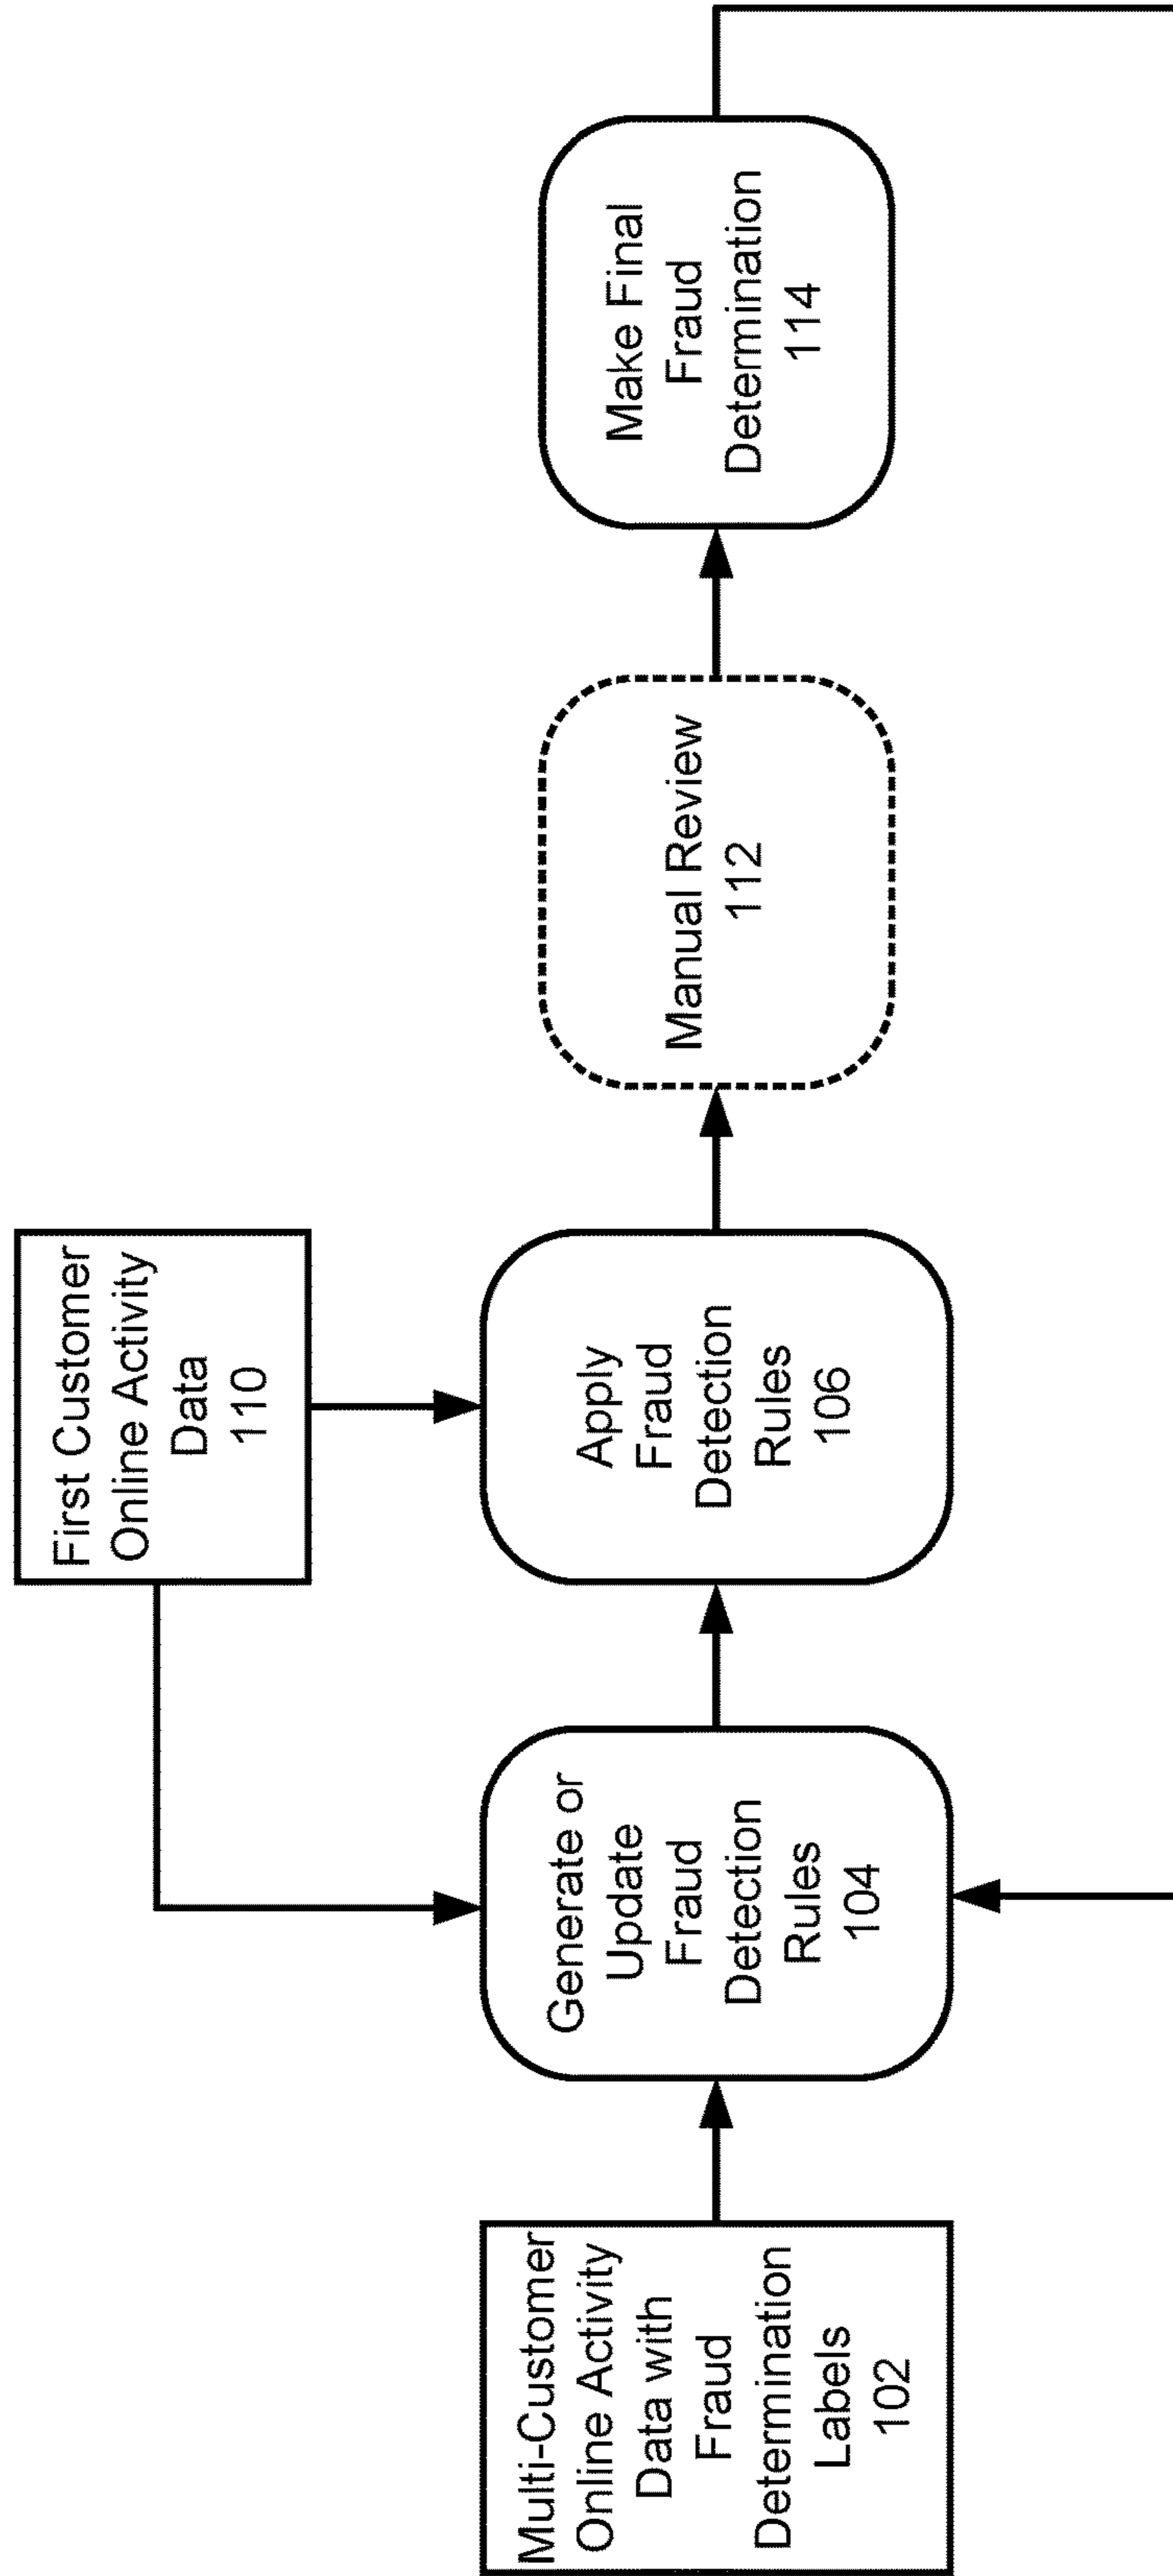 First Customer
Online Activity
Data
110
Multi-Customer
Online Activity
Data with
Fraud
Determination
Labels
102
Generate or
Update
Fraud
Detection
Rules
104
Apply
Fraud
Detection
Rules
106
Manual Review
112
Make Final
Fraud
Determination
114